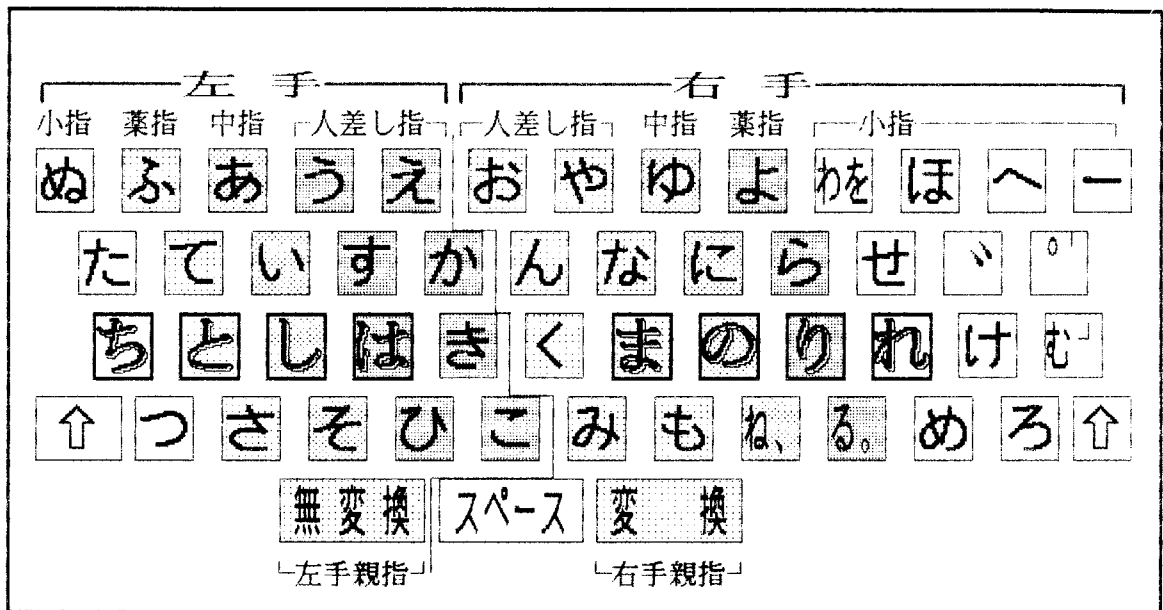 左手 右手
小指 薬指 中指 人差し指 人差し指 中指 薬指 小指
ぬ ふ あ う え お や ゆ よ わを ほ へ ー
た て い す か ん な に ら せ ゛ ゜「
ち と し は き く ま の り れ け む」
⇧ つ さ そ ひ こ み も ね、 る。 め ろ ⇧
無変換 スペース 変換
左手親指 右手親指